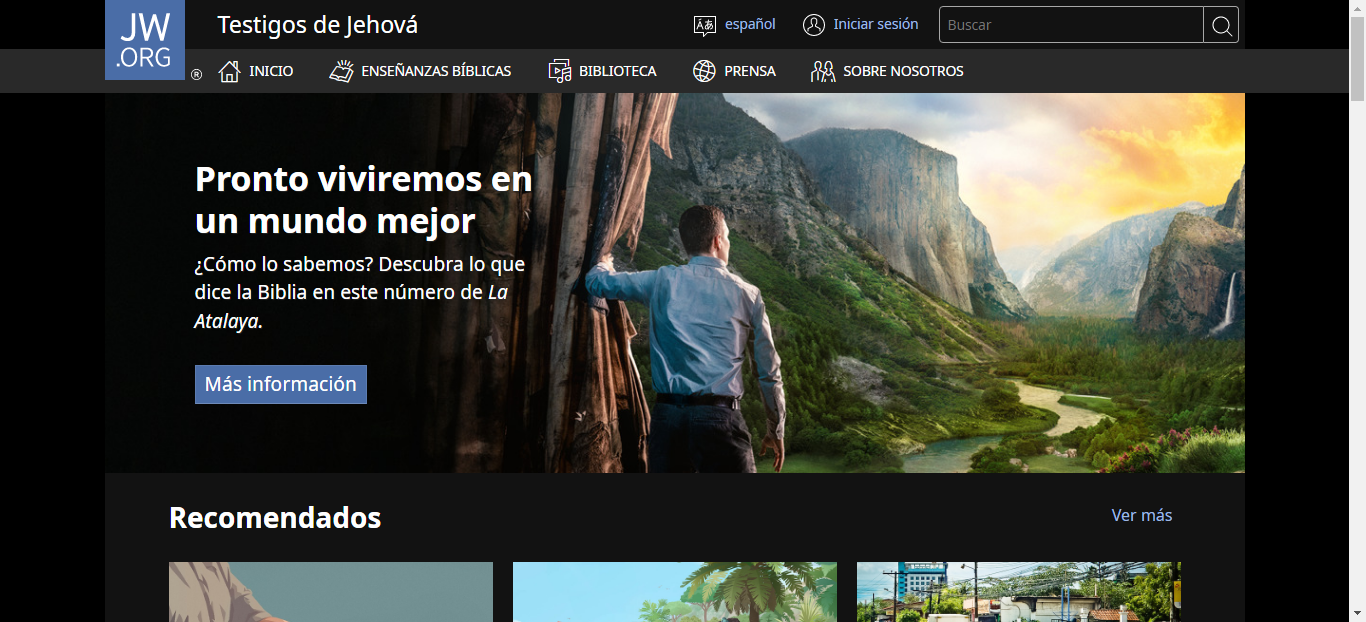 JW
.ORG
®
Testigos de Jehová
español
Iniciar sesión
Buscar
INICIO
ENSEÑANZAS BÍBLICAS
BIBLIOTECA
PRENSA
SOBRE NOSOTROS
Pronto viviremos en
un mundo mejor
¿Cómo lo sabemos? Descubra lo que
dice la Biblia en este número de La
Atalaya.
Más información
Recomendados
Ver más